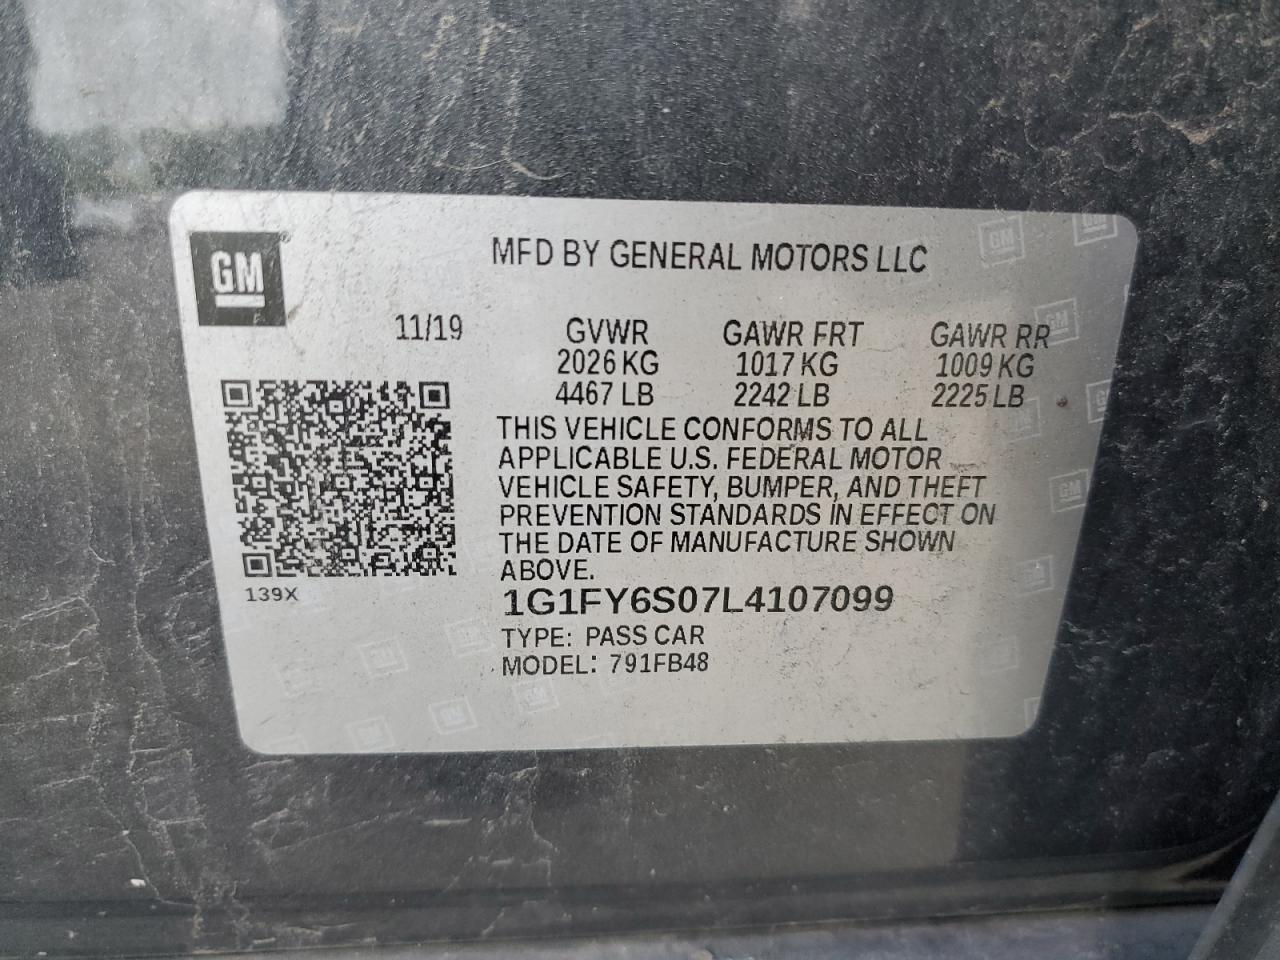 GM
MFD BY GENERAL MOTORS LLC
11/19
GVWR GAWR FRT GAWR RR
2026 KG 1017 KG 1009 KG
4467 LB 2242 LB 2225 LB
THIS VEHICLE CONFORMS TO ALL
APPLICABLE U.S. FEDERAL MOTOR
VEHICLE SAFETY, BUMPER, AND THEFT
PREVENTION STANDARDS IN EFFECT ON
THE DATE OF MANUFACTURE SHOWN
ABOVE.
139X
1G1FY6S07L4107099
TYPE: PASS CAR
MODEL: 791FB48